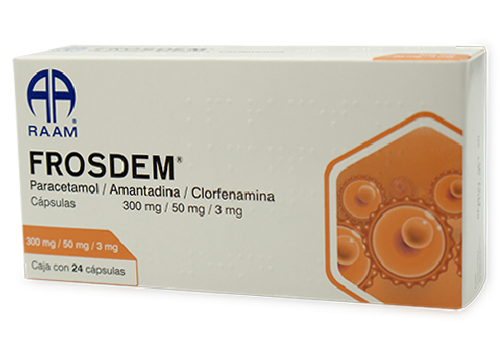 RAAM®
FROSDEM®
Paracetamol / Amantadina / Clorfenamina
Cápsulas 300 mg / 50 mg / 3 mg
300 mg / 50 mg / 3 mg
Caja con 24 cápsulas